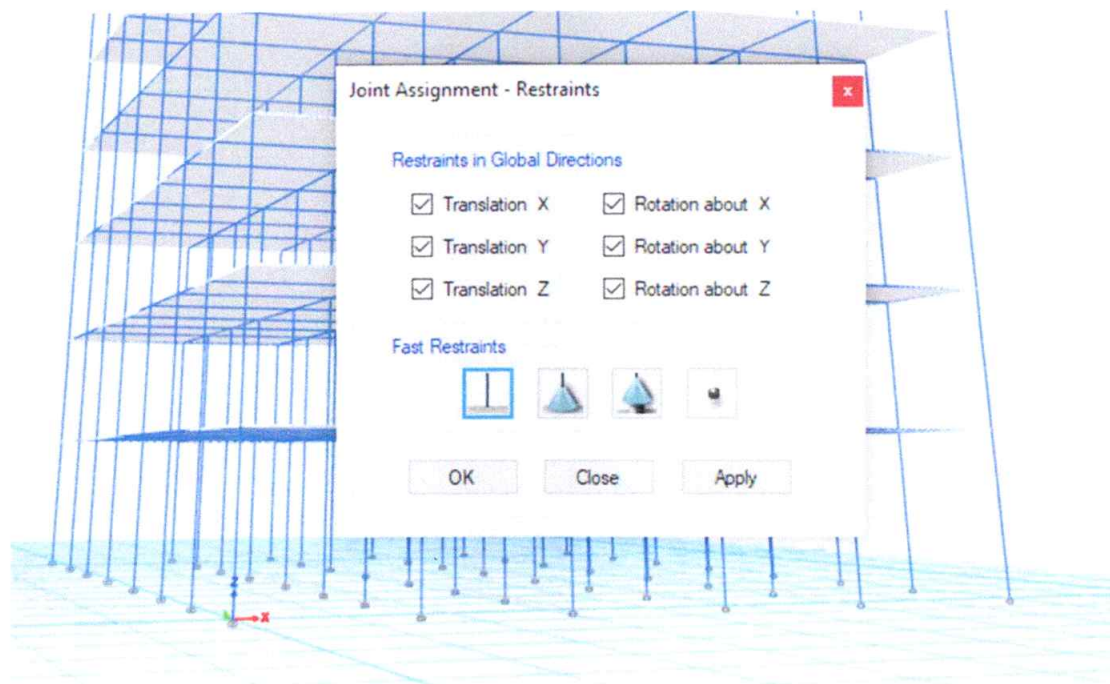 Joint Assignment - Restraints
x
Restraints in Global Directions
Translation X
Rotation about X
Translation Y
Rotation about Y
Translation Z
Rotation about Z
Fast Restraints
OK
Close
Apply
Z
X